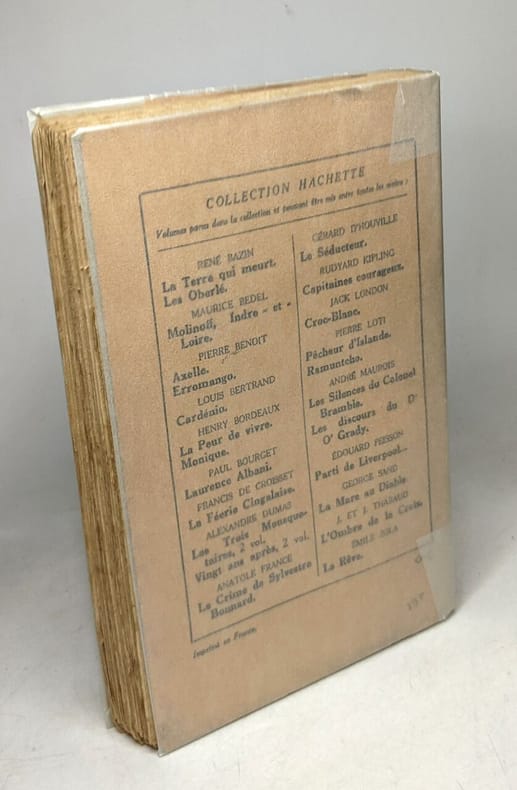 COLLECTION HACHETTE
Volumes parus dans la collection et pouvant être mis entre toutes les mains :
RENÉ BAZIN
La Terre qui meurt.
Les Oberlé.
MAURICE BEDEL
Molinoff, Indre-et-
Loire.
PIERRE BENOIT
Axelle.
Erromango.
LOUIS BERTRAND
Cardénio.
HENRY BORDEAUX
La Peur de vivre.
Monique.
PAUL BOURGET
Laurence Albani.
FRANCIS DE CROISSET
La Féerie Cingalaise.
ALEXANDRE DUMAS
Les Trois Mousque-
taires, 2 vol.
Vingt ans après, 2 vol.
ANATOLE FRANCE
Le Crime de Sylvestre
Bonnard.
GÉRARD D'HOUVILLE
Le Séducteur.
RUDYARD KIPLING
Capitaines courageux.
JACK LONDON
Croc-Blanc.
PIERRE LOTI
Pêcheur d'Islande.
Ramuntcho.
ANDRÉ MAUROIS
Les Silences du Colonel
Bramble.
Les discours du Dr
O'Grady.
ÉDOUARD PEISSON
Parti de Liverpool...
GEORGE SAND
La Mare au Diable.
J. ET J. THARAUD
L'Ombre de la Croix.
ÉMILE ZOLA
Le Rêve.
Imprimé en France.